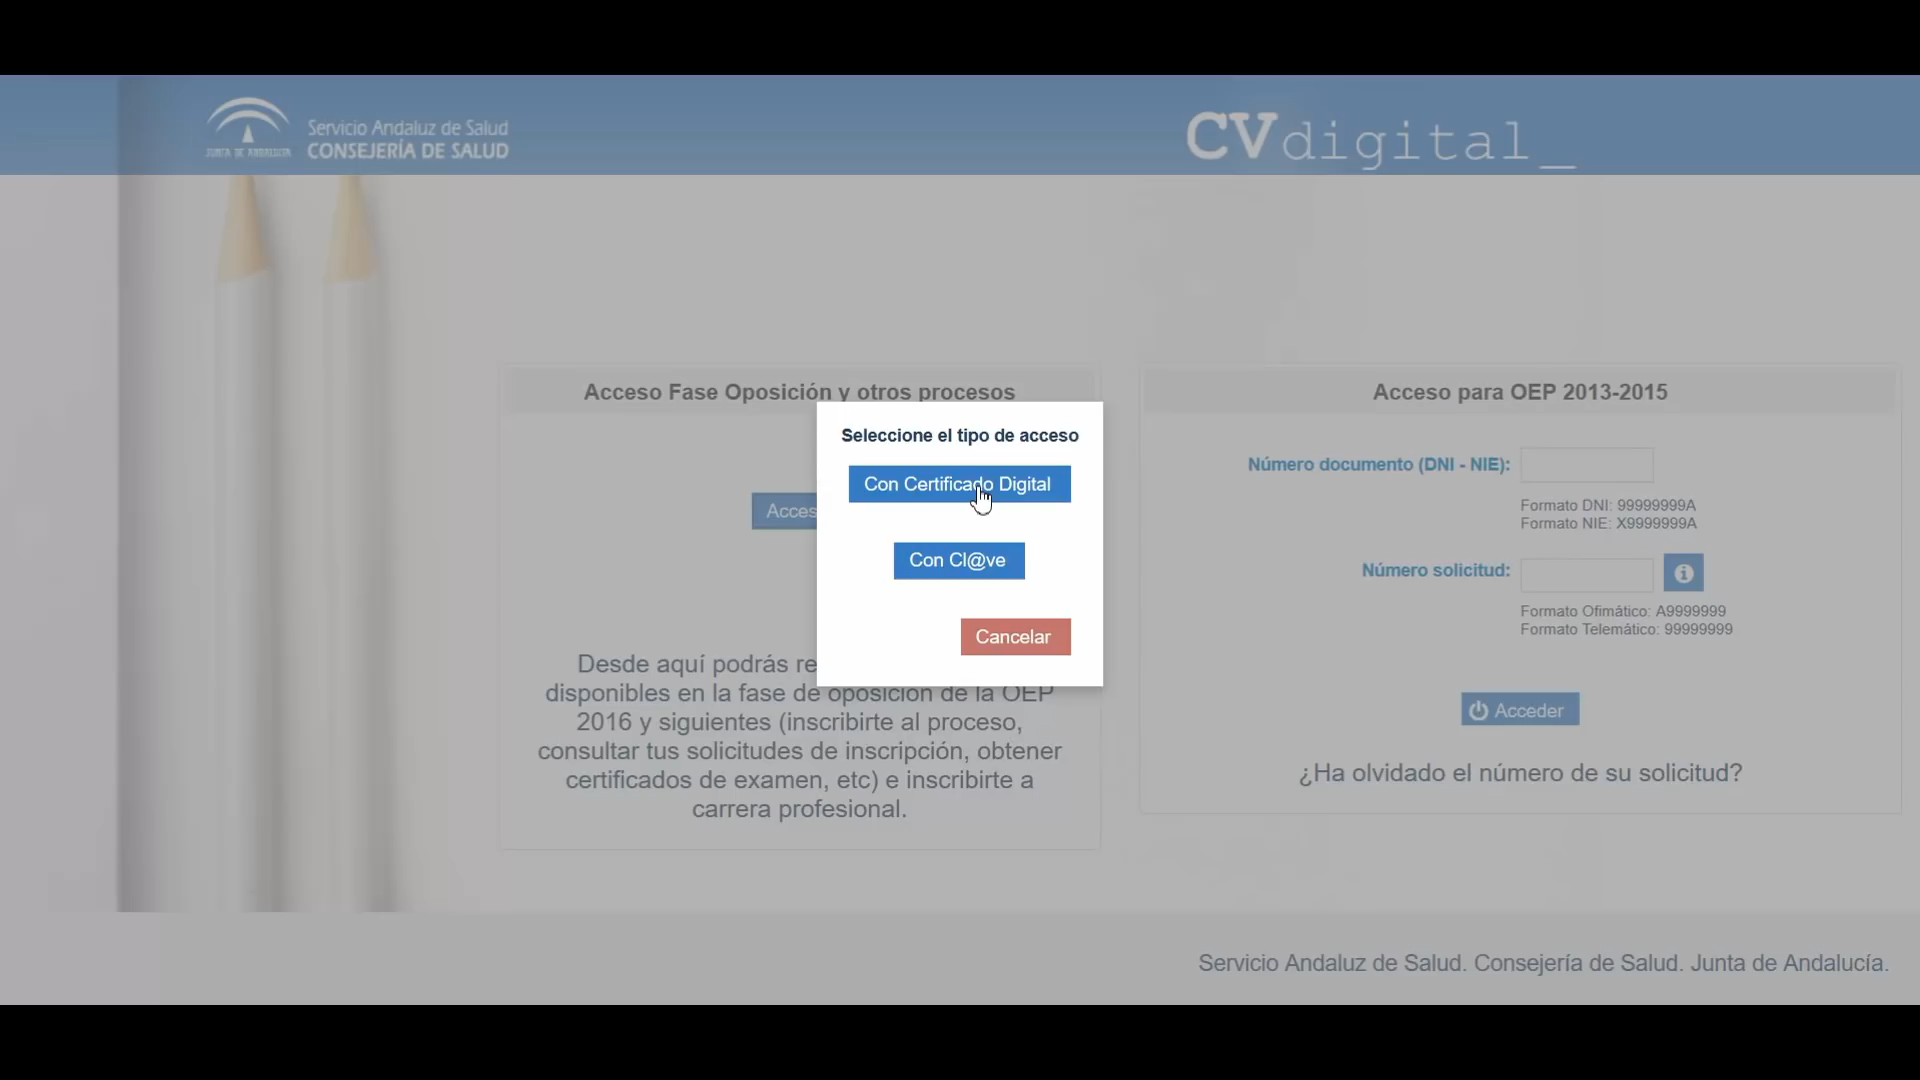 JUNTA DE ANDALUCIA
Servicio Andaluz de Salud
CONSEJERÍA DE SALUD
CVdigital_
Acceso Fase Oposición y otros procesos
Acces
Desde aquí podrás re
disponibles en la fase de oposición de la OEP
2016 y siguientes (inscribirte al proceso,
consultar tus solicitudes de inscripción, obtener
certificados de examen, etc) e inscribirte a
carrera profesional.
Seleccione el tipo de acceso
Con Certificado Digital
Con Cl@ve
Cancelar
Acceso para OEP 2013-2015
Número documento (DNI - NIE):
Formato DNI: 99999999A
Formato NIE: X9999999A
Número solicitud:
Formato Ofimático: A9999999
Formato Telemático: 99999999
Acceder
¿Ha olvidado el número de su solicitud?
Servicio Andaluz de Salud. Consejería de Salud. Junta de Andalucía.